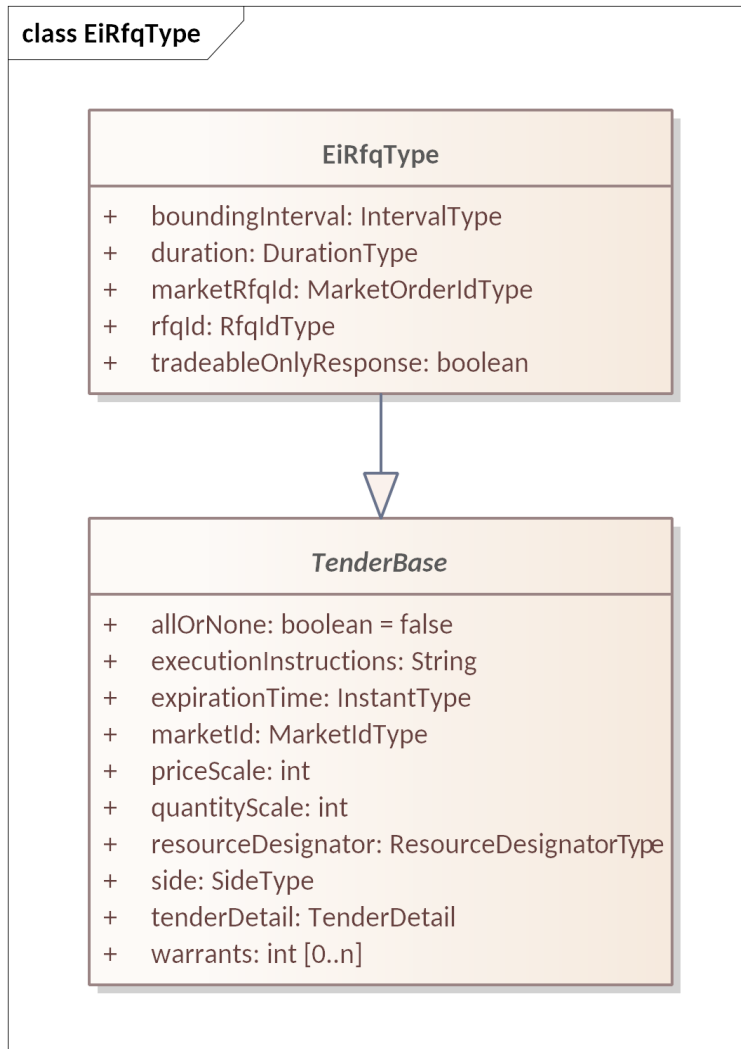 class EiRfqType
EiRfqType
+ boundingInterval: IntervalType
+ duration: DurationType
+ marketRfqId: MarketOrderIdType
+ rfqId: RfqIdType
+ tradeableOnlyResponse: boolean
TenderBase
+ allOrNone: boolean = false
+ executionInstructions: String
+ expirationTime: InstantType
+ marketId: MarketIdType
+ priceScale: int
+ quantityScale: int
+ resourceDesignator: ResourceDesignatorType
+ side: SideType
+ tenderDetail: TenderDetail
+ warrants: int [0..n]